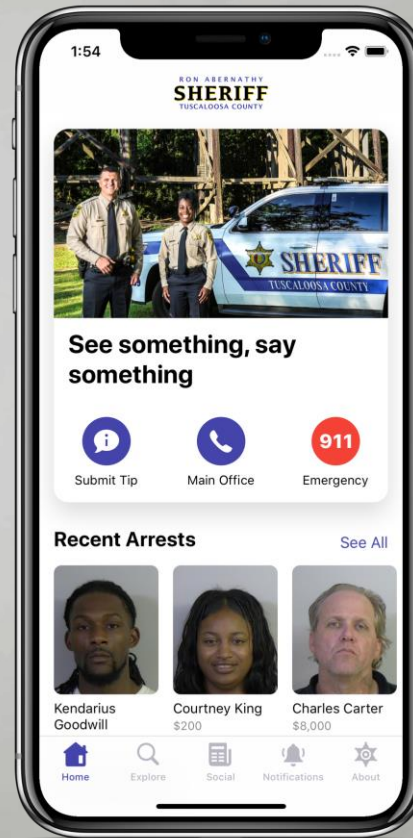 1:54
RON ABERNATHY
SHERIFF
TUSCALOOSA COUNTY
SHERIFF
TUSCALOOSA COUNTY
See something, say
something
911
Submit Tip
Main Office
Emergency
Recent Arrests
See All
Kendarius
Goodwill
Courtney King
$200
Charles Carter
$8,000
Home
Explore
Social
Notifications
About